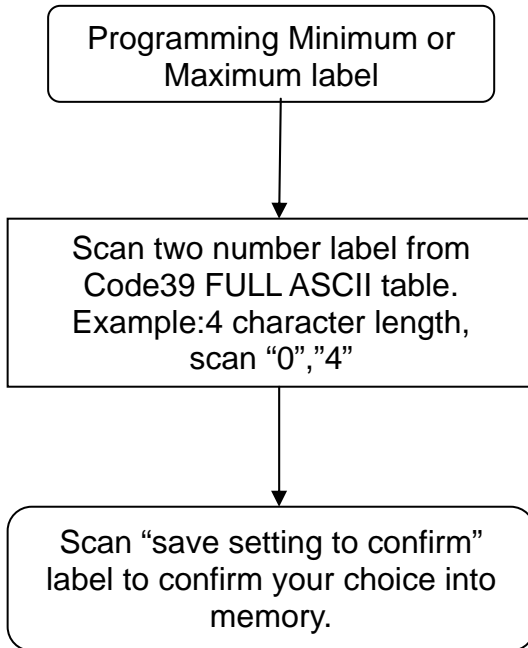 Programming Minimum or
Maximum label
Scan two number label from
Code39 FULL ASCII table.
Example:4 character length,
scan “0”,”4”
Scan “save setting to confirm”
label to confirm your choice into
memory.